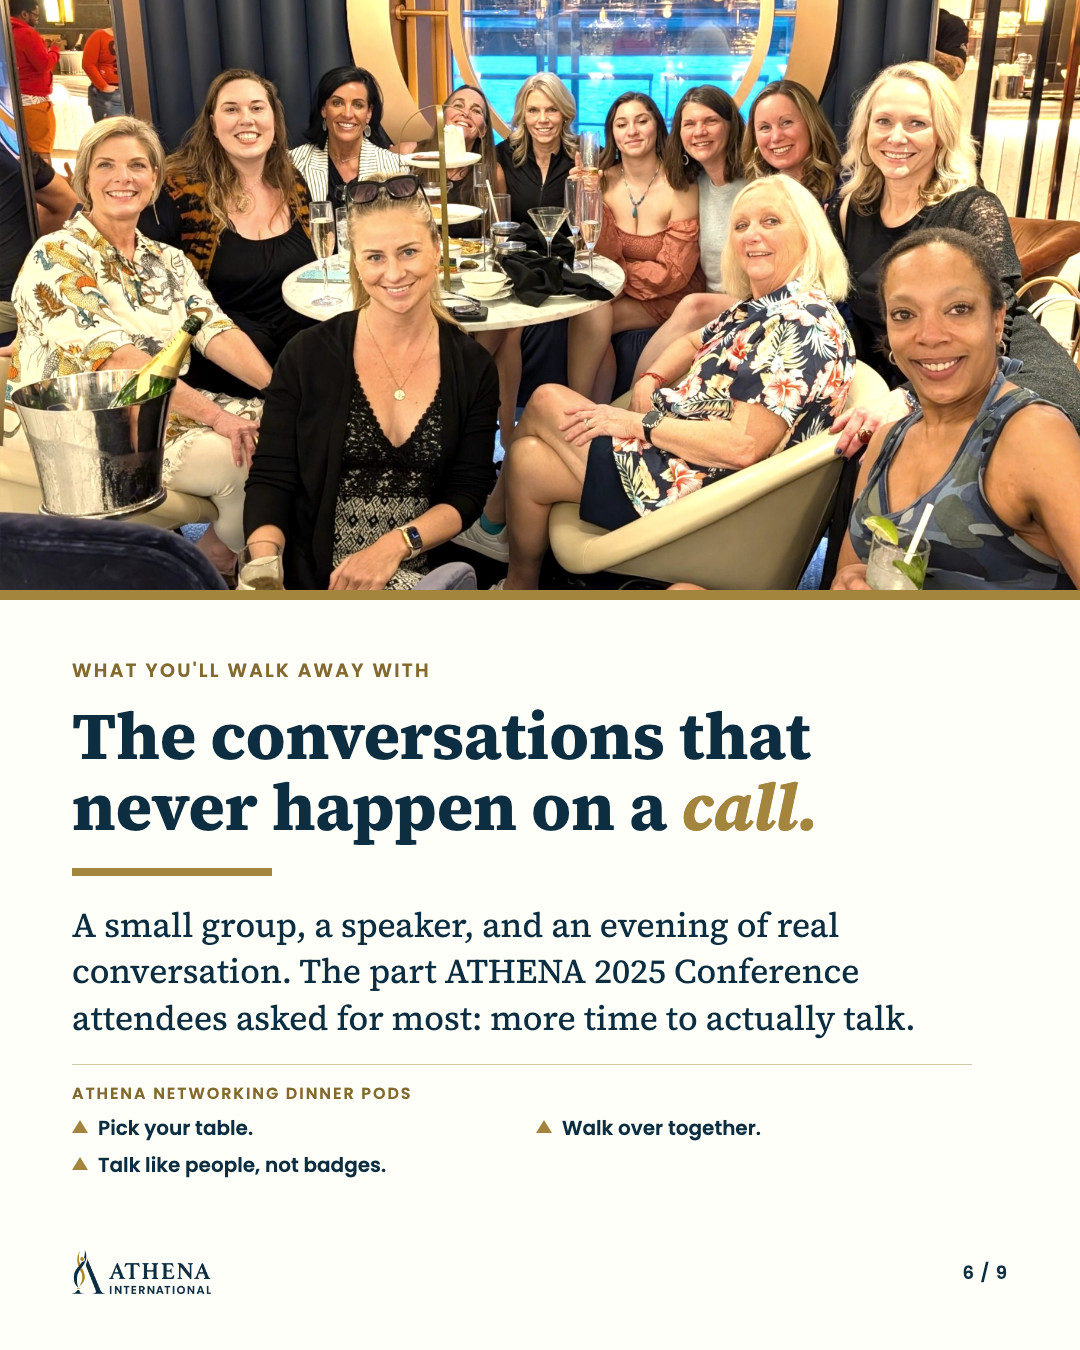 WHAT YOU'LL WALK AWAY WITH
The conversations that
never happen on a call.
A small group, a speaker, and an evening of real
conversation. The part ATHENA 2025 Conference
attendees asked for most: more time to actually talk.
ATHENA NETWORKING DINNER PODS
Pick your table.
Walk over together.
Talk like people, not badges.
ATHENA
INTERNATIONAL
6 / 9